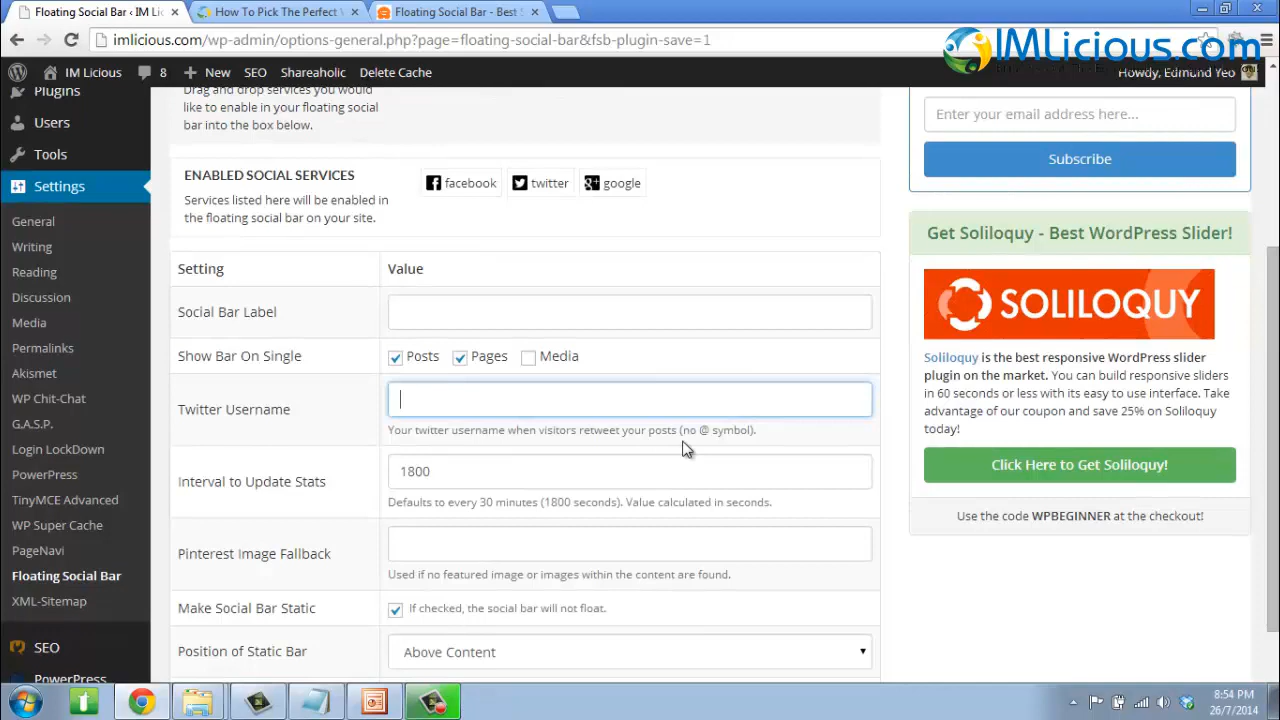 Floating Social Bar ‹ IM Li
How To Pick The Perfect
Floating Social Bar - Best
imlicious.com/wp-admin/options-general.php?page=floating-social-bar&fsb-plugin-save=1
IMLicious.com
IM Licious
8
New
SEO
Shareaholic
Delete Cache
Howdy, Edmund Yeo
Plugins
Users
Tools
Settings
General
Writing
Reading
Discussion
Media
Permalinks
Akismet
WP Chit-Chat
G.A.S.P.
Login LockDown
PowerPress
TinyMCE Advanced
WP Super Cache
PageNavi
Floating Social Bar
XML-Sitemap
SEO
PowerPress
Drag and drop services you would
like to enable in your floating social
bar into the box below.
ENABLED SOCIAL SERVICES
Services listed here will be enabled in
the floating social bar on your site.
facebook
twitter
google
Setting
Value
Social Bar Label
Show Bar On Single
Posts
Pages
Media
Twitter Username
Your twitter username when visitors retweet your posts (no @ symbol).
Interval to Update Stats
1800
Defaults to every 30 minutes (1800 seconds). Value calculated in seconds.
Pinterest Image Fallback
Used if no featured image or images within the content are found.
Make Social Bar Static
If checked, the social bar will not float.
Position of Static Bar
Above Content
Enter your email address here...
Subscribe
Get Soliloquy - Best WordPress Slider!
SOLILOQUY
Soliloquy is the best responsive WordPress slider
plugin on the market. You can build responsive sliders
in 60 seconds or less with its easy to use interface. Take
advantage of our coupon and save 25% on Soliloquy
today!
Click Here to Get Soliloquy!
Use the code WPBEGINNER at the checkout!
8:54 PM
26/7/2014